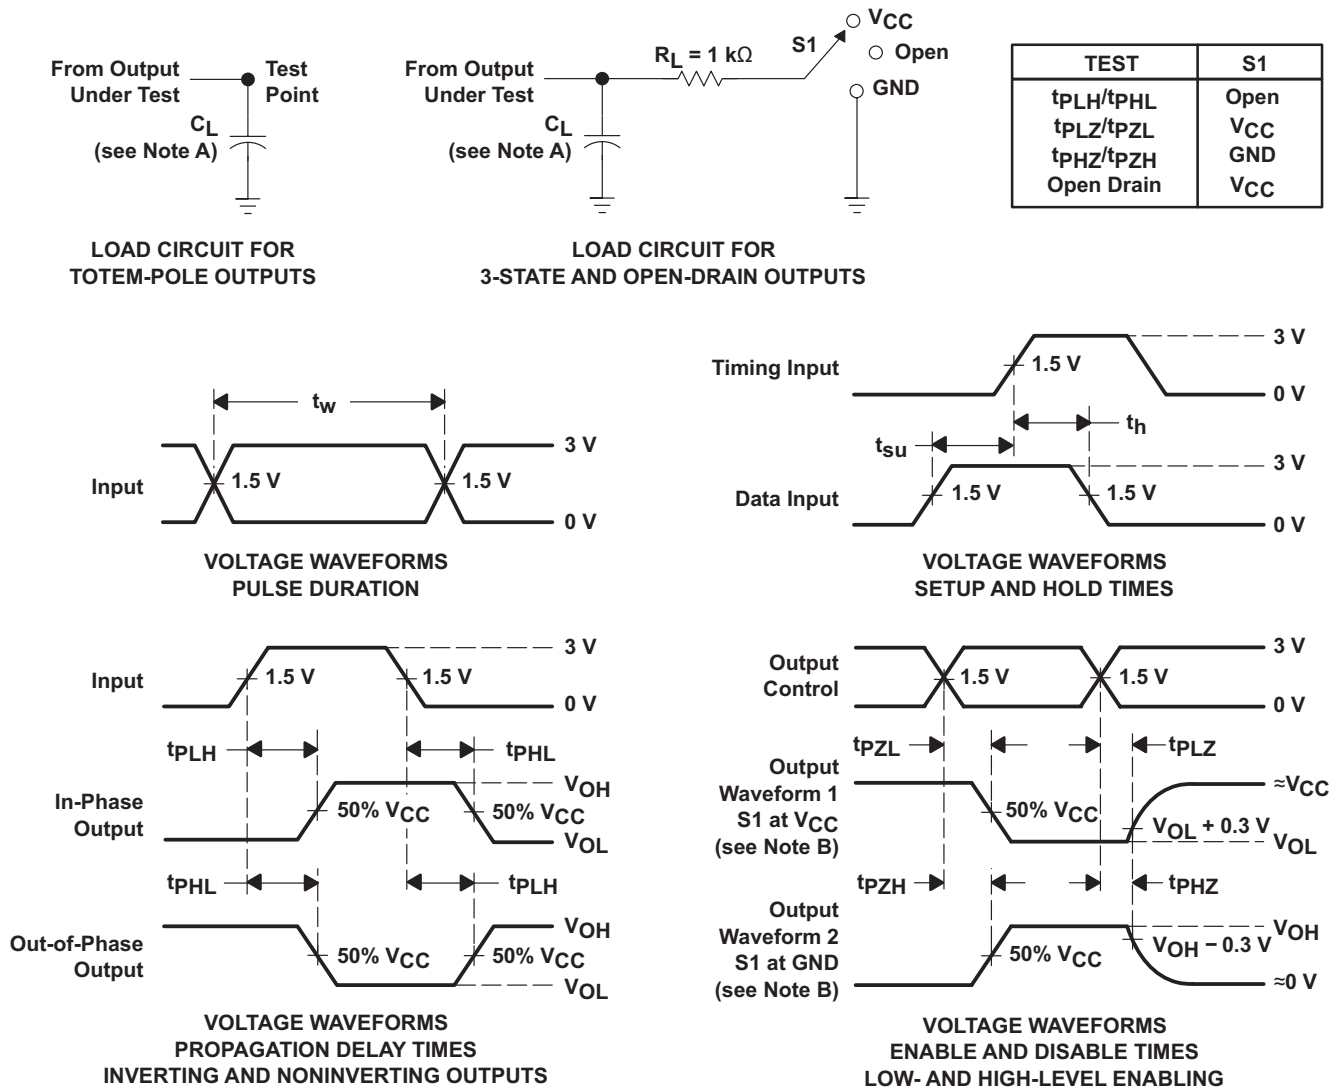 From Output
Under Test
Test
Point
CL
(see Note A)
LOAD CIRCUIT FOR
TOTEM-POLE OUTPUTS
From Output
Under Test
RL = 1 kΩ
S1
VCC
Open
GND
CL
(see Note A)
LOAD CIRCUIT FOR
3-STATE AND OPEN-DRAIN OUTPUTS
TEST S1
tPLH/tPHL Open
tPLZ/tPZL VCC
tPHZ/tPZH GND
Open Drain VCC
tw
Input
1.5 V
1.5 V
3 V
0 V
VOLTAGE WAVEFORMS
PULSE DURATION
Timing Input
1.5 V
3 V
0 V
th
tsu
Data Input
1.5 V
1.5 V
3 V
0 V
VOLTAGE WAVEFORMS
SETUP AND HOLD TIMES
Input
1.5 V
1.5 V
3 V
0 V
tPLH
tPHL
In-Phase
Output
50% VCC
50% VCC
VOH
VOL
tPHL
tPLH
Out-of-Phase
Output
50% VCC
50% VCC
VOH
VOL
VOLTAGE WAVEFORMS
PROPAGATION DELAY TIMES
INVERTING AND NONINVERTING OUTPUTS
Output
Control
1.5 V
1.5 V
3 V
0 V
tPZL
tPLZ
Output
Waveform 1
S1 at VCC
(see Note B)
50% VCC
VOL + 0.3 V
≈VCC
VOL
tPZH
tPHZ
Output
Waveform 2
S1 at GND
(see Note B)
50% VCC
VOH − 0.3 V
VOH
≈0 V
VOLTAGE WAVEFORMS
ENABLE AND DISABLE TIMES
LOW- AND HIGH-LEVEL ENABLING